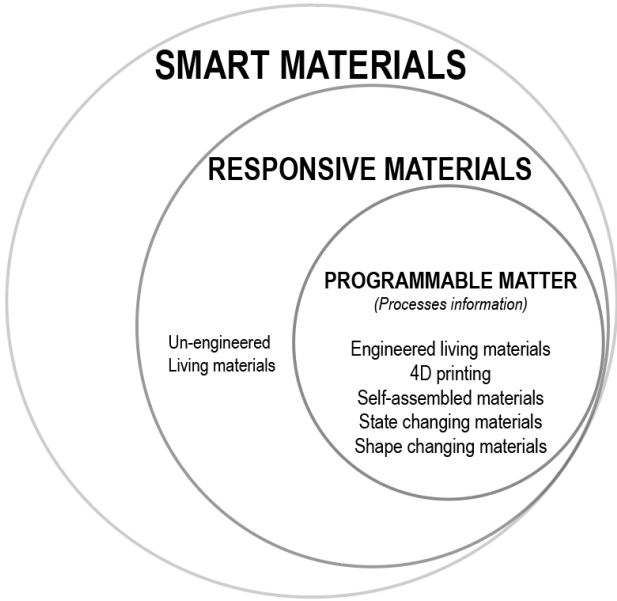 SMART MATERIALS
RESPONSIVE MATERIALS
PROGRAMMABLE MATTER
(Processes information)
Un-engineered
Living materials
Engineered living materials
4D printing
Self-assembled materials
State changing materials
Shape changing materials